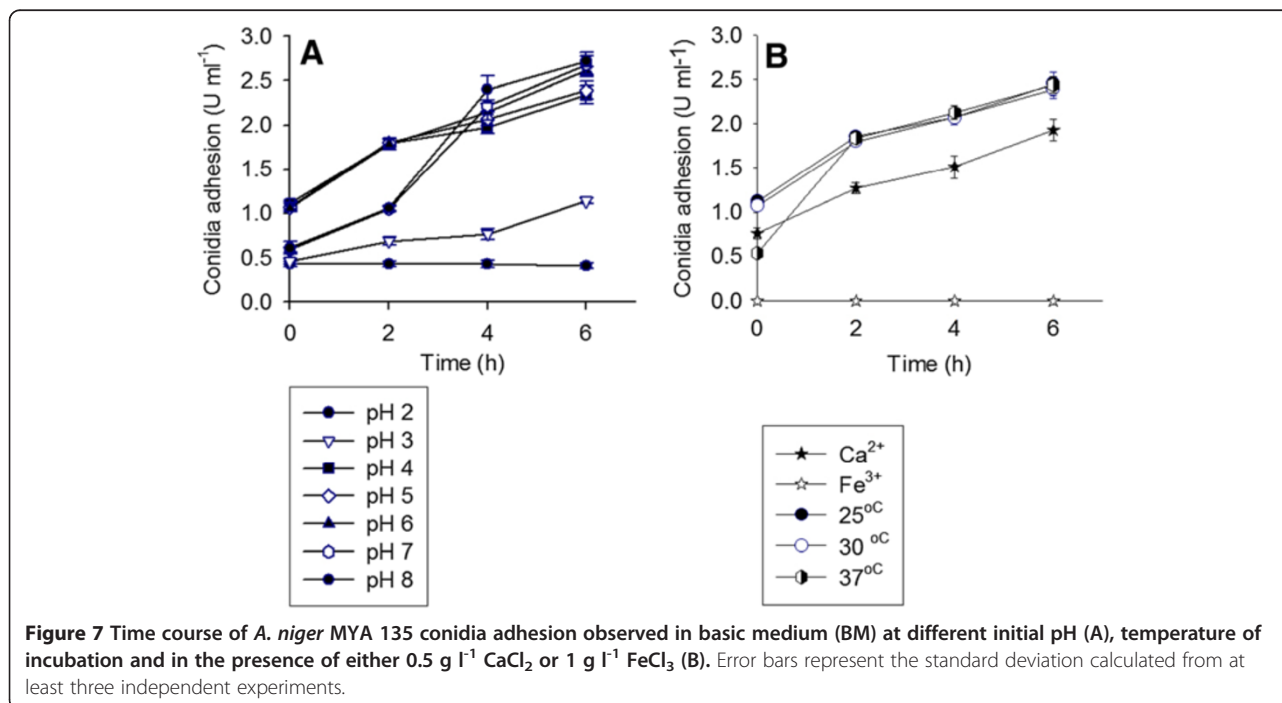 A
Conidia adhesion (U ml⁻¹)
3.0
2.5
2.0
1.5
1.0
0.5
0.0
0 2 4 6
Time (h)
pH 2
pH 3
pH 4
pH 5
pH 6
pH 7
pH 8
B
Conidia adhesion (U ml⁻¹)
3.0
2.5
2.0
1.5
1.0
0.5
0.0
0 2 4 6
Time (h)
Ca²⁺
Fe³⁺
25ºC
30 ºC
37ºC
Figure 7 Time course of A. niger MYA 135 conidia adhesion observed in basic medium (BM) at different initial pH (A), temperature of
incubation and in the presence of either 0.5 g l⁻¹ CaCl₂ or 1 g l⁻¹ FeCl₃ (B). Error bars represent the standard deviation calculated from at
least three independent experiments.